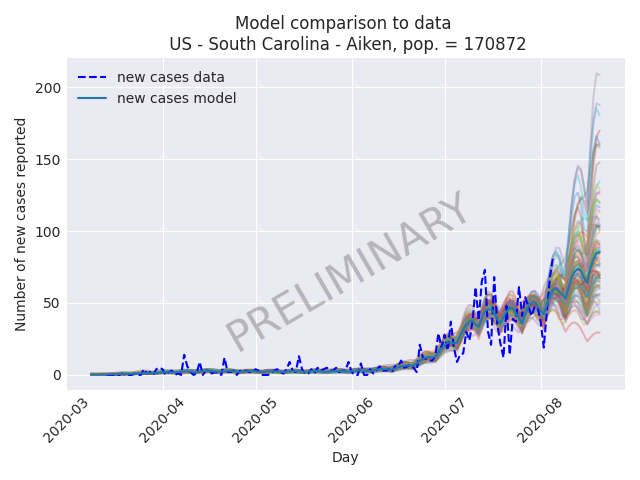 Model comparison to data
US - South Carolina - Aiken, pop. = 170872
new cases data
new cases model
PRELIMINARY
Number of new cases reported
200
150
100
50
0
2020-03
2020-04
2020-05
2020-06
2020-07
2020-08
Day